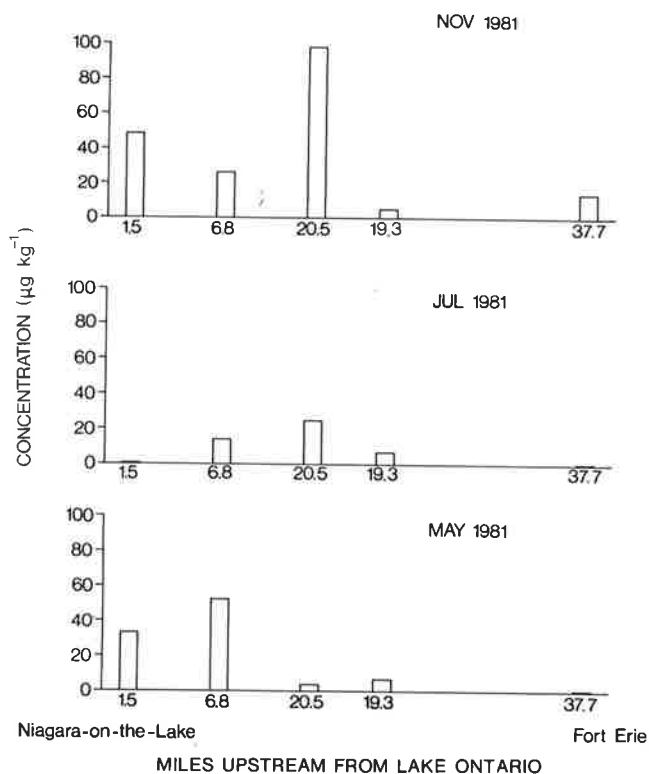 NOV 1981
100
80
60
40
20
0
1.5 6.8 20.5 19.3 37.7
JUL 1981
100
80
60
40
20
0
1.5 6.8 20.5 19.3 37.7
MAY 1981
100
80
60
40
20
0
1.5 6.8 20.5 19.3 37.7
CONCENTRATION (µg kg⁻¹)
Niagara-on-the-Lake Fort Erie
MILES UPSTREAM FROM LAKE ONTARIO